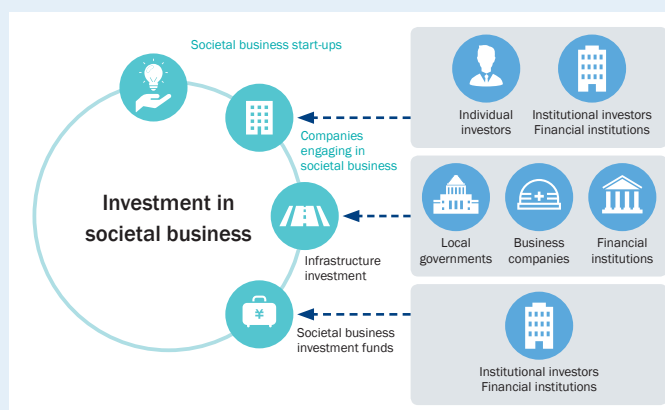 Societal business start-ups
Companies
engaging in
societal business
Investment in
societal business
Infrastructure
investment
¥
Societal business
investment funds
Individual
investors
Institutional investors
Financial institutions
Local
governments
Business
companies
Financial
institutions
Institutional investors
Financial institutions